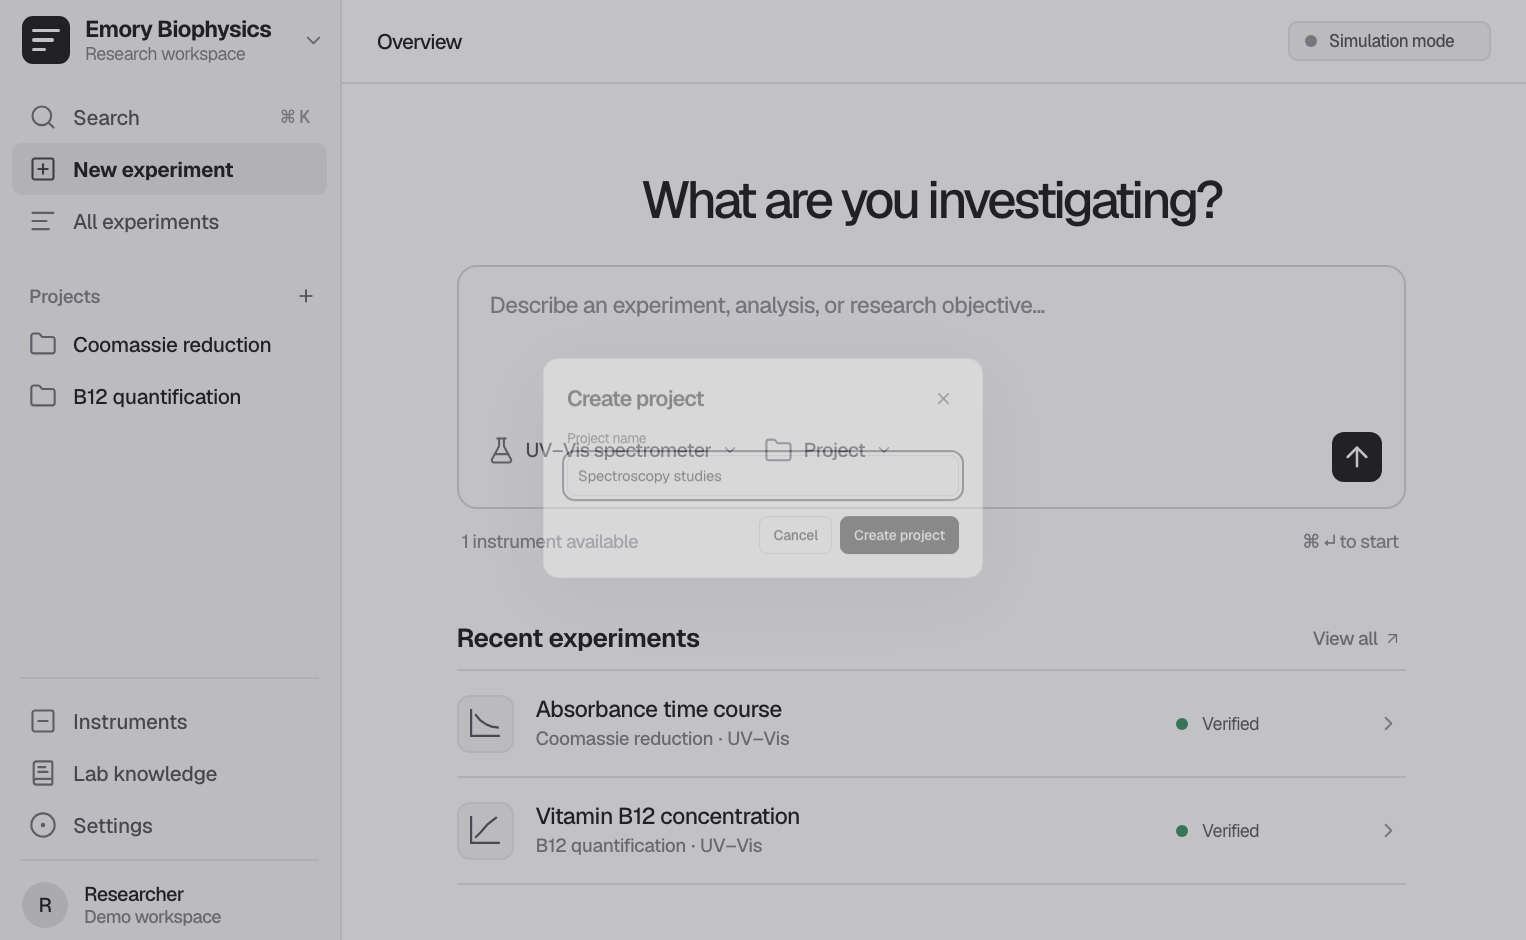 Emory Biophysics
Research workspace
Search ⌘ K
New experiment
All experiments
Projects
Coomassie reduction
B12 quantification
Instruments
Lab knowledge
Settings
R
Researcher
Demo workspace
Overview
Simulation mode
What are you investigating?
Describe an experiment, analysis, or research objective...
UV–Vis spectrometer
Project
1 instrument available
⌘ ↵ to start
Create project
Project name
Spectroscopy studies
Cancel
Create project
Recent experiments
View all
Absorbance time course
Coomassie reduction · UV–Vis
Verified
Vitamin B12 concentration
B12 quantification · UV–Vis
Verified